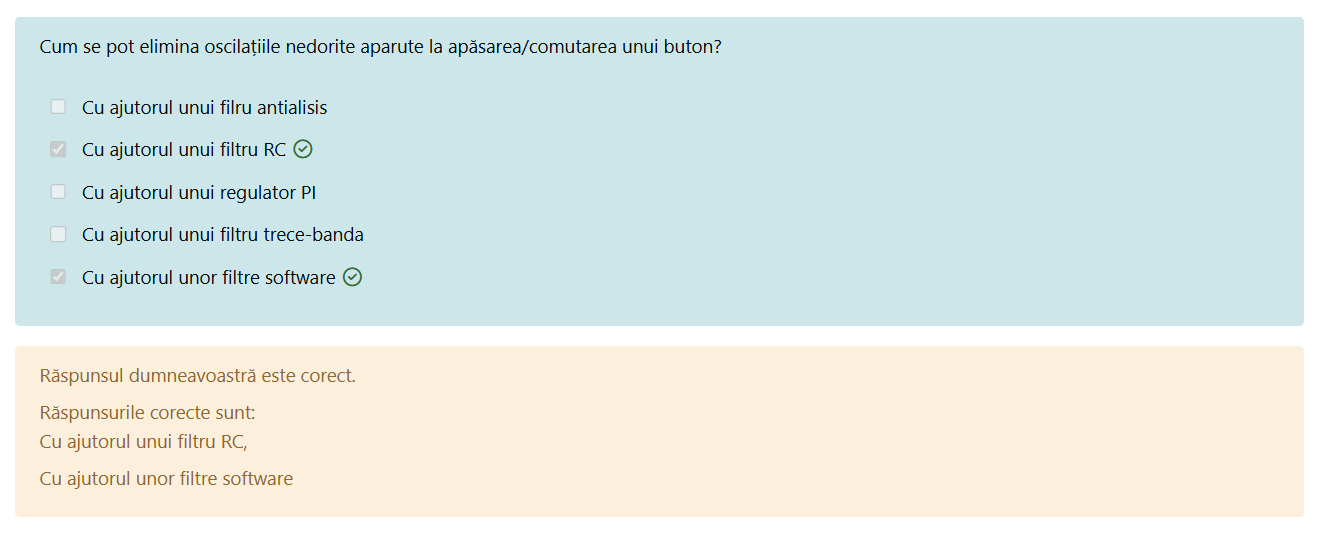 Cum se pot elimina oscilațiile nedorite aparute la apăsarea/comutarea unui buton?
Cu ajutorul unui filru antialisis
Cu ajutorul unui filtru RC
Cu ajutorul unui regulator PI
Cu ajutorul unui filtru trece-banda
Cu ajutorul unor filtre software
Răspunsul dumneavoastră este corect.
Răspunsurile corecte sunt:
Cu ajutorul unui filtru RC,
Cu ajutorul unor filtre software